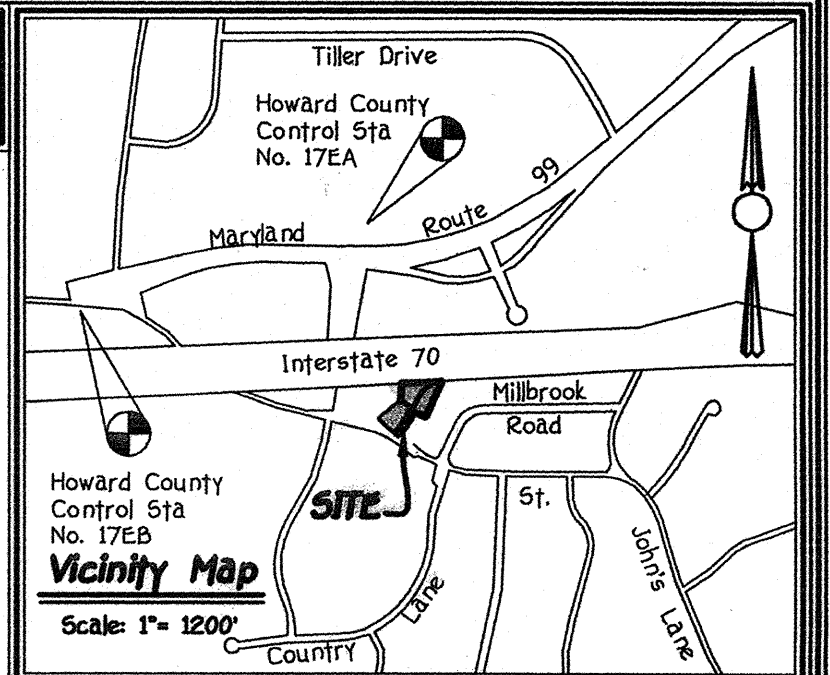 Tiller Drive
Howard County
Control Sta
No. 17EA
Maryland Route 99
Interstate 70
Millbrook
Road
Howard County
Control Sta
No. 17EB
SITE
St. John's Lane
Country Lane
Vicinity Map
Scale: 1"= 1200'